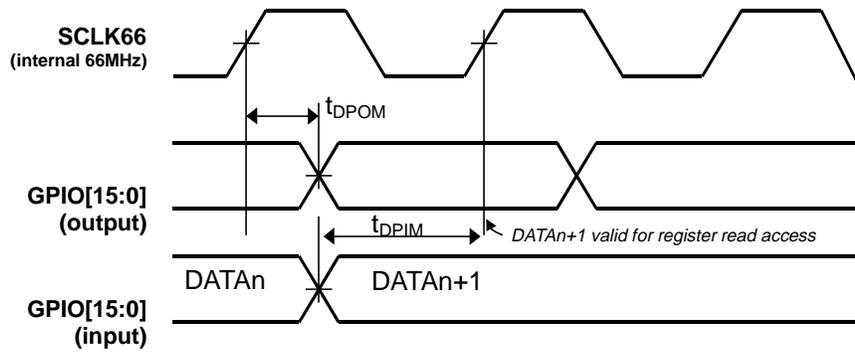 SCLK66
(internal 66MHz)
tDPOM
GPIO[15:0]
(output)
tDPIM
DATAn+1 valid for register read access
DATAn
DATAn+1
GPIO[15:0]
(input)